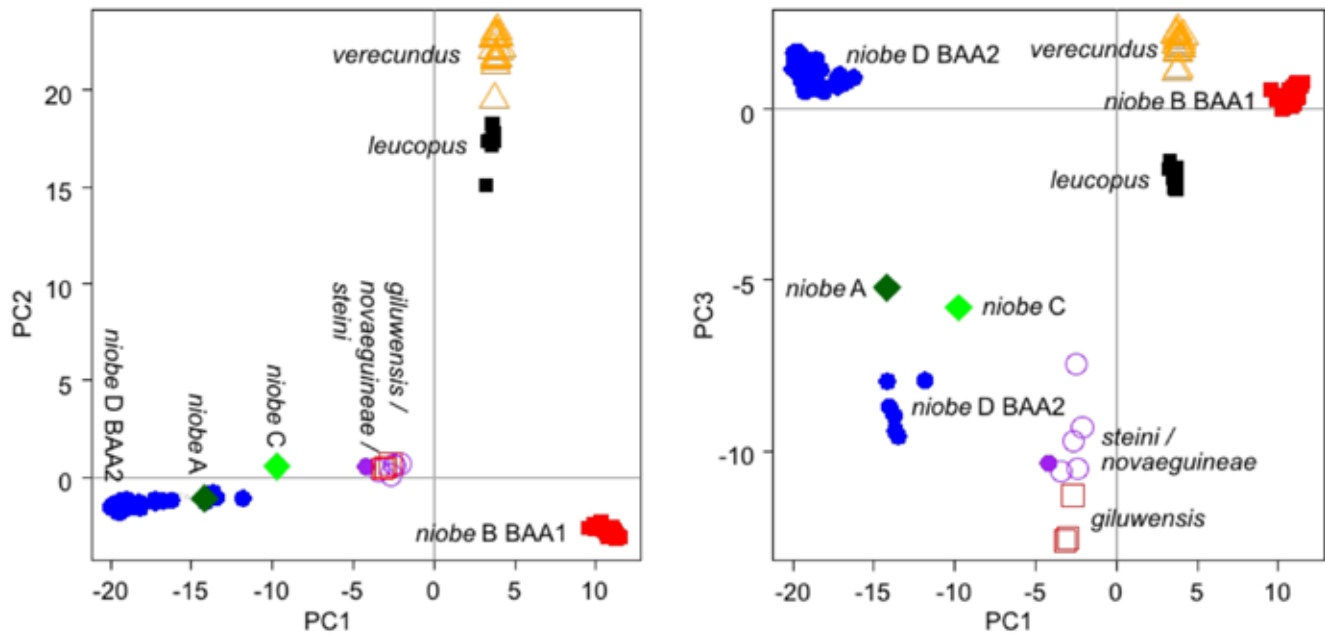 verecundus
leucopus
giluwensis /
novaeguineae /
steini
niobe C
niobe A
niobe D BAA2
niobe B BAA1
PC2
20
15
10
5
0
-20
-15
-10
-5
0
5
10
PC1
niobe D BAA2
verecundus
niobe B BAA1
leucopus
niobe A
niobe C
niobe D BAA2
steini /
novaeguineae
giluwensis
PC3
0
-5
-10
-20
-15
-10
-5
0
5
10
PC1